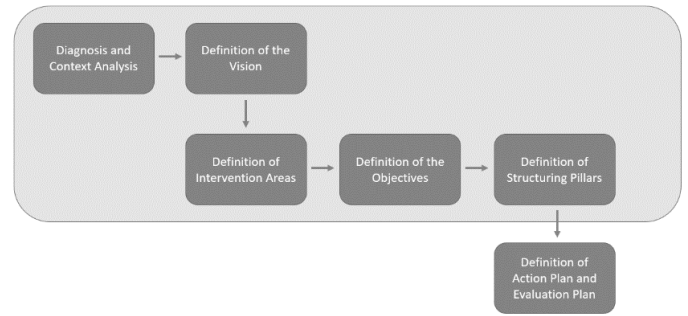 Diagnosis and
Context Analysis
Definition of the
Vision
Definition of
Intervention Areas
Definition of the
Objectives
Definition of
Structuring Pillars
Definition of
Action Plan and
Evaluation Plan